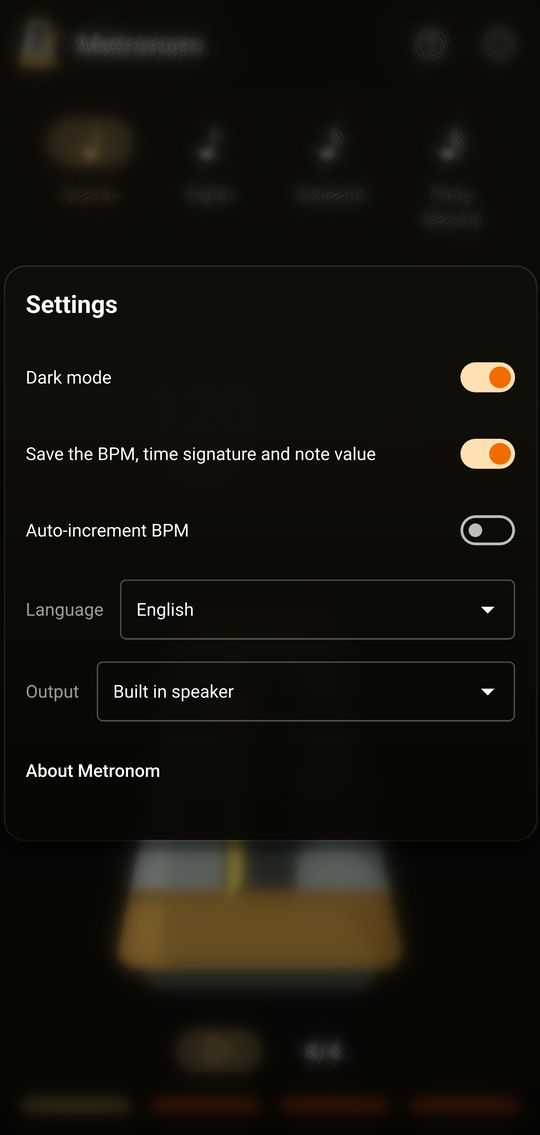 Metronom
Settings
Dark mode
Save the BPM, time signature and note value
Auto-increment BPM
Language
English
Output
Built in speaker
About Metronom
4/4